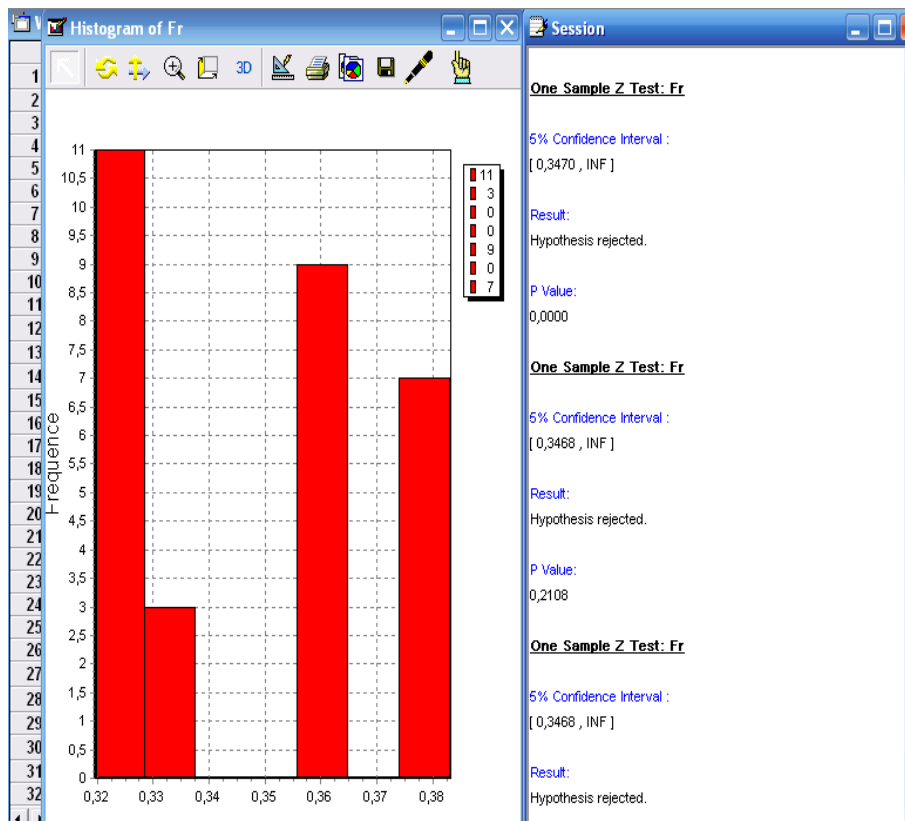 Histogram of Fr
3D
11
10,5
10
9,5
9
8,5
8
7,5
7
6,5
6
5,5
5
4,5
4
3,5
3
2,5
2
1,5
1
0,5
0
Frequence
0,32 0,33 0,34 0,35 0,36 0,37 0,38
11
3
0
0
9
0
7
1
2
3
4
5
6
7
8
9
10
11
12
13
14
15
16
17
18
19
20
21
22
23
24
25
26
27
28
29
30
31
32
Session
One Sample Z Test: Fr
5% Confidence Interval :
[ 0,3470 , INF ]
Result:
Hypothesis rejected.
P Value:
0,0000
One Sample Z Test: Fr
5% Confidence Interval :
[ 0,3468 , INF ]
Result:
Hypothesis rejected.
P Value:
0,2108
One Sample Z Test: Fr
5% Confidence Interval :
[ 0,3468 , INF ]
Result:
Hypothesis rejected.